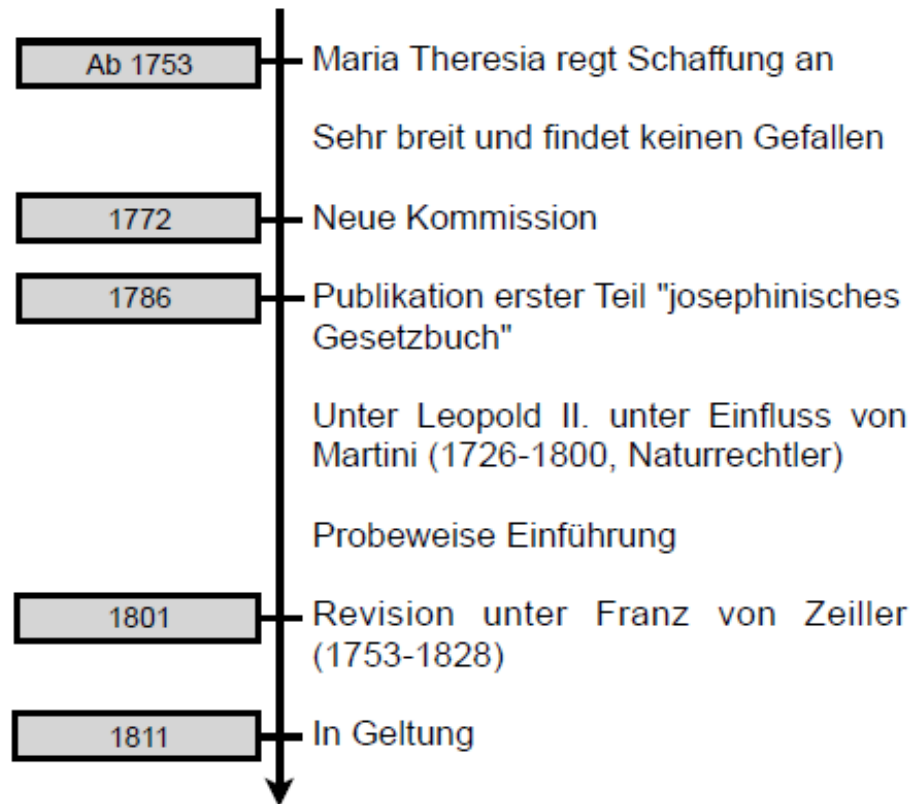 Ab 1753
Maria Theresia regt Schaffung an
Sehr breit und findet keinen Gefallen
1772
Neue Kommission
1786
Publikation erster Teil "josephinisches
Gesetzbuch"
Unter Leopold II. unter Einfluss von
Martini (1726-1800, Naturrechtler)
Probeweise Einführung
1801
Revision unter Franz von Zeiller
(1753-1828)
1811
In Geltung